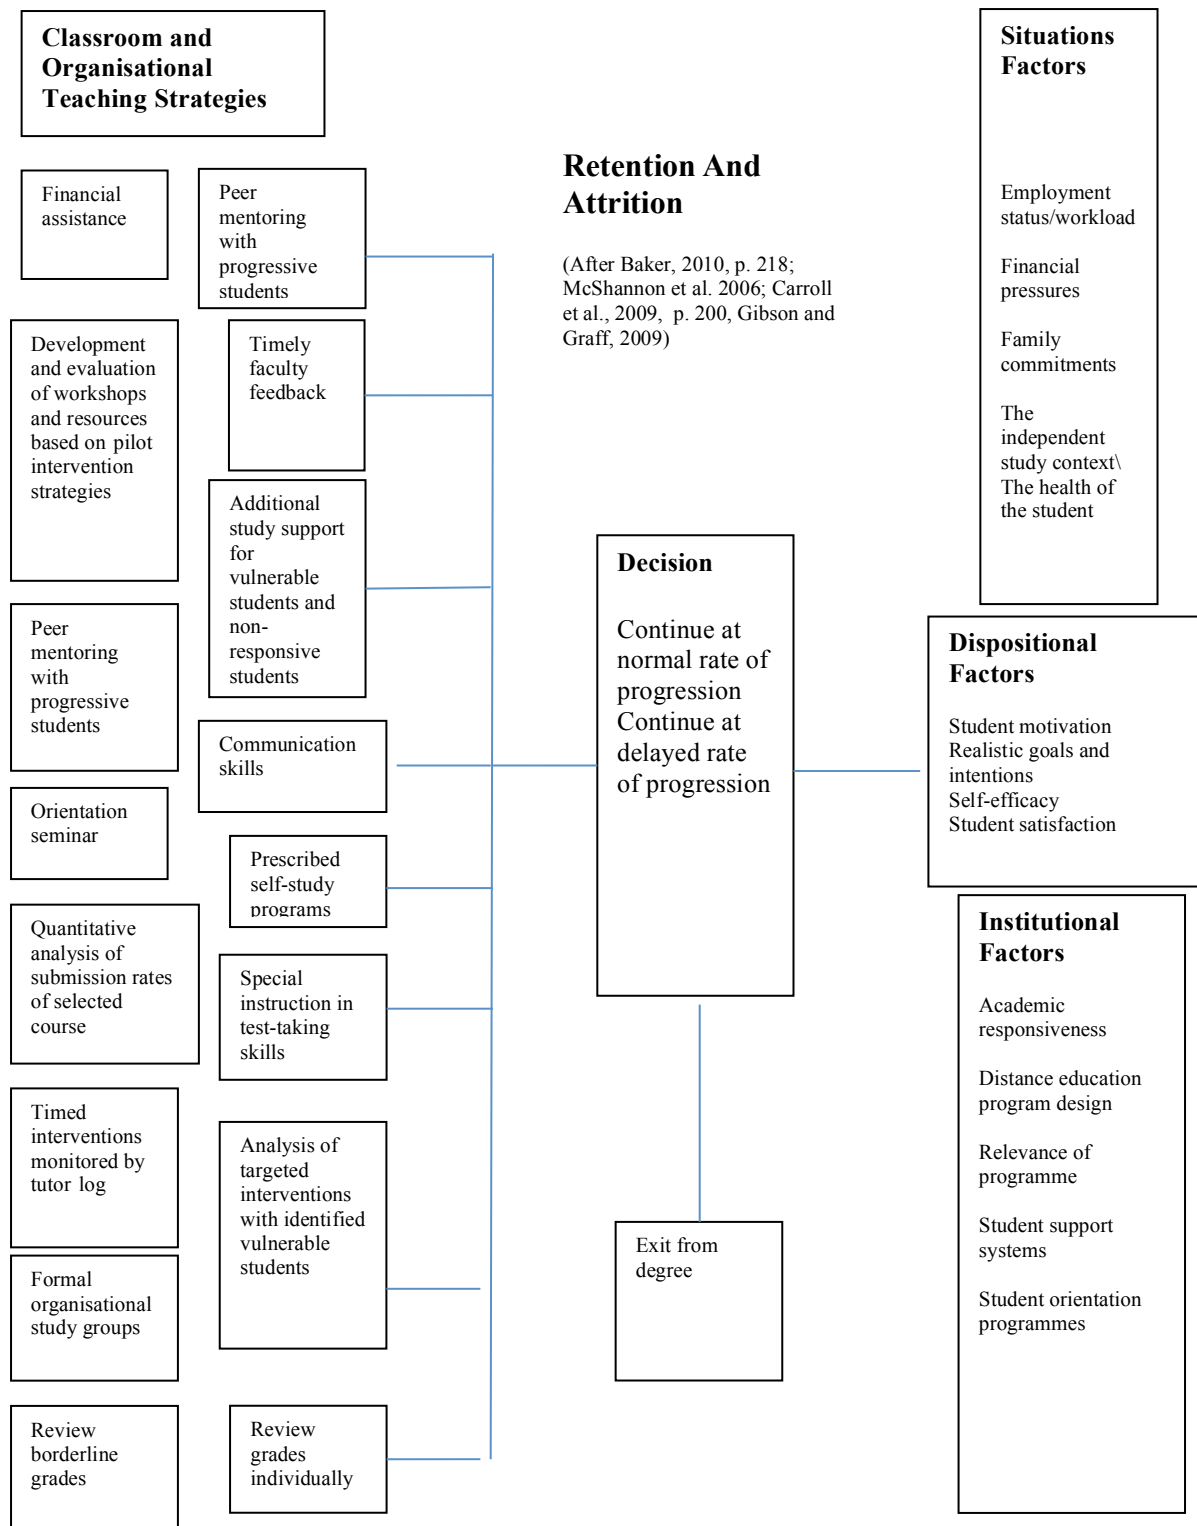 Classroom and
Organisational
Teaching Strategies
Financial
assistance
Development
and evaluation
of workshops
and resources
based on pilot
intervention
strategies
Peer
mentoring
with
progressive
students
Orientation
seminar
Quantitative
analysis of
submission rates
of selected
course
Timed
interventions
monitored by
tutor log
Formal
organisational
study groups
Review
borderline
grades
Peer
mentoring
with
progressive
students
Timely
faculty
feedback
Additional
study support
for
vulnerable
students and
non-
responsive
students
Communication
skills
Prescribed
self-study
programs
Special
instruction in
test-taking
skills
Analysis of
targeted
interventions
with identified
vulnerable
students
Review
grades
individually
Retention And
Attrition
(After Baker, 2010, p. 218;
McShannon et al. 2006; Carroll
et al., 2009,  p. 200, Gibson and
Graff, 2009)
Decision
Continue at
normal rate of
progression
Continue at
delayed rate
of progression
Exit from
degree
Situations
Factors
Employment
status/workload
Financial
pressures
Family
commitments
The
independent
study context\
The health of
the student
Dispositional
Factors
Student motivation
Realistic goals and
intentions
Self-efficacy
Student satisfaction
Institutional
Factors
Academic
responsiveness
Distance education
program design
Relevance of
programme
Student support
systems
Student orientation
programmes